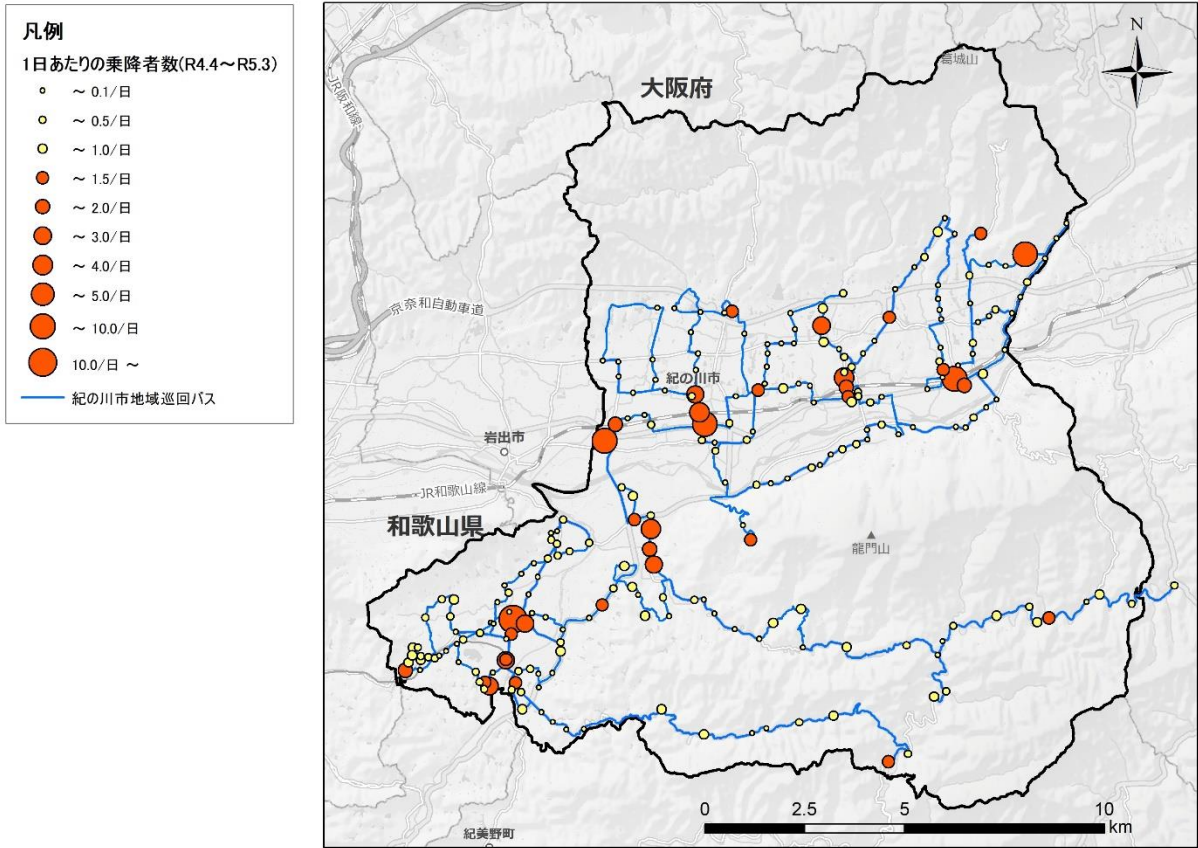 凡例
1日あたりの乗降者数(R4.4～R5.3)
～ 0.1/日
～ 0.5/日
～ 1.0/日
～ 1.5/日
～ 2.0/日
～ 3.0/日
～ 4.0/日
～ 5.0/日
～ 10.0/日
10.0/日 ～
紀の川市地域巡回バス
N
葛城山
大阪府
JR阪和線
京奈和自動車道
紀の川市
岩出市
JR和歌山線
和歌山県
龍門山
紀美野町
0 2.5 5 10
km